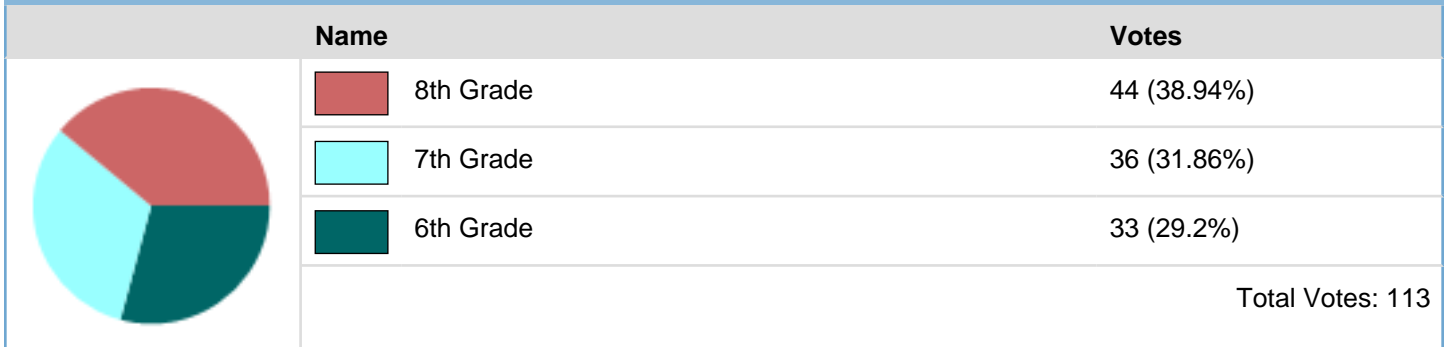 Name Votes
8th Grade 44 (38.94%)
7th Grade 36 (31.86%)
6th Grade 33 (29.2%)
Total Votes: 113